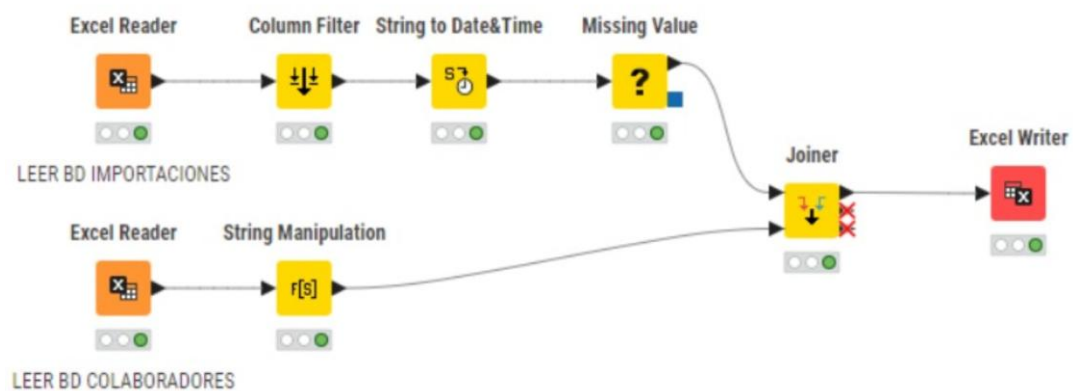 Excel Reader
Column Filter
String to Date&Time
Missing Value
S
?
LEER BD IMPORTACIONES
Joiner
Excel Writer
Excel Reader
String Manipulation
F[S]
LEER BD COLABORADORES